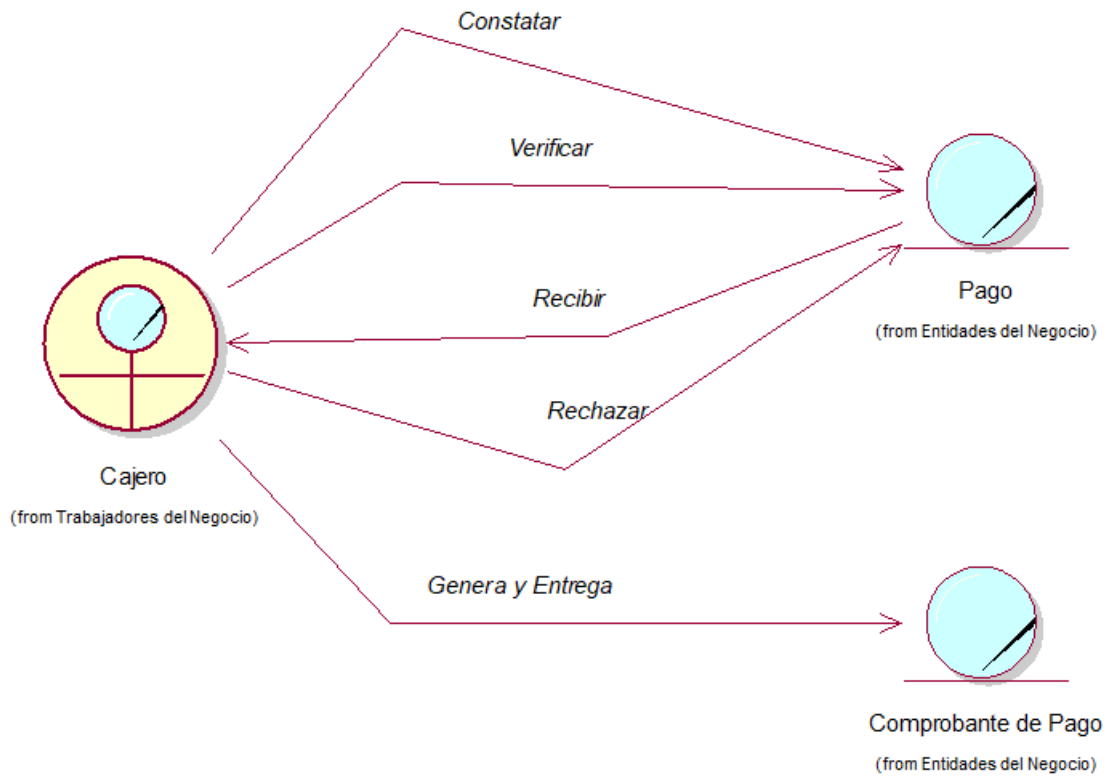 Constatar
Verificar
Recibir
Pago
(from Entidades del Negocio)
Rechazar
Cajero
(from Trabajadores del Negocio)
Genera y Entrega
Comprobante de Pago
(from Entidades del Negocio)